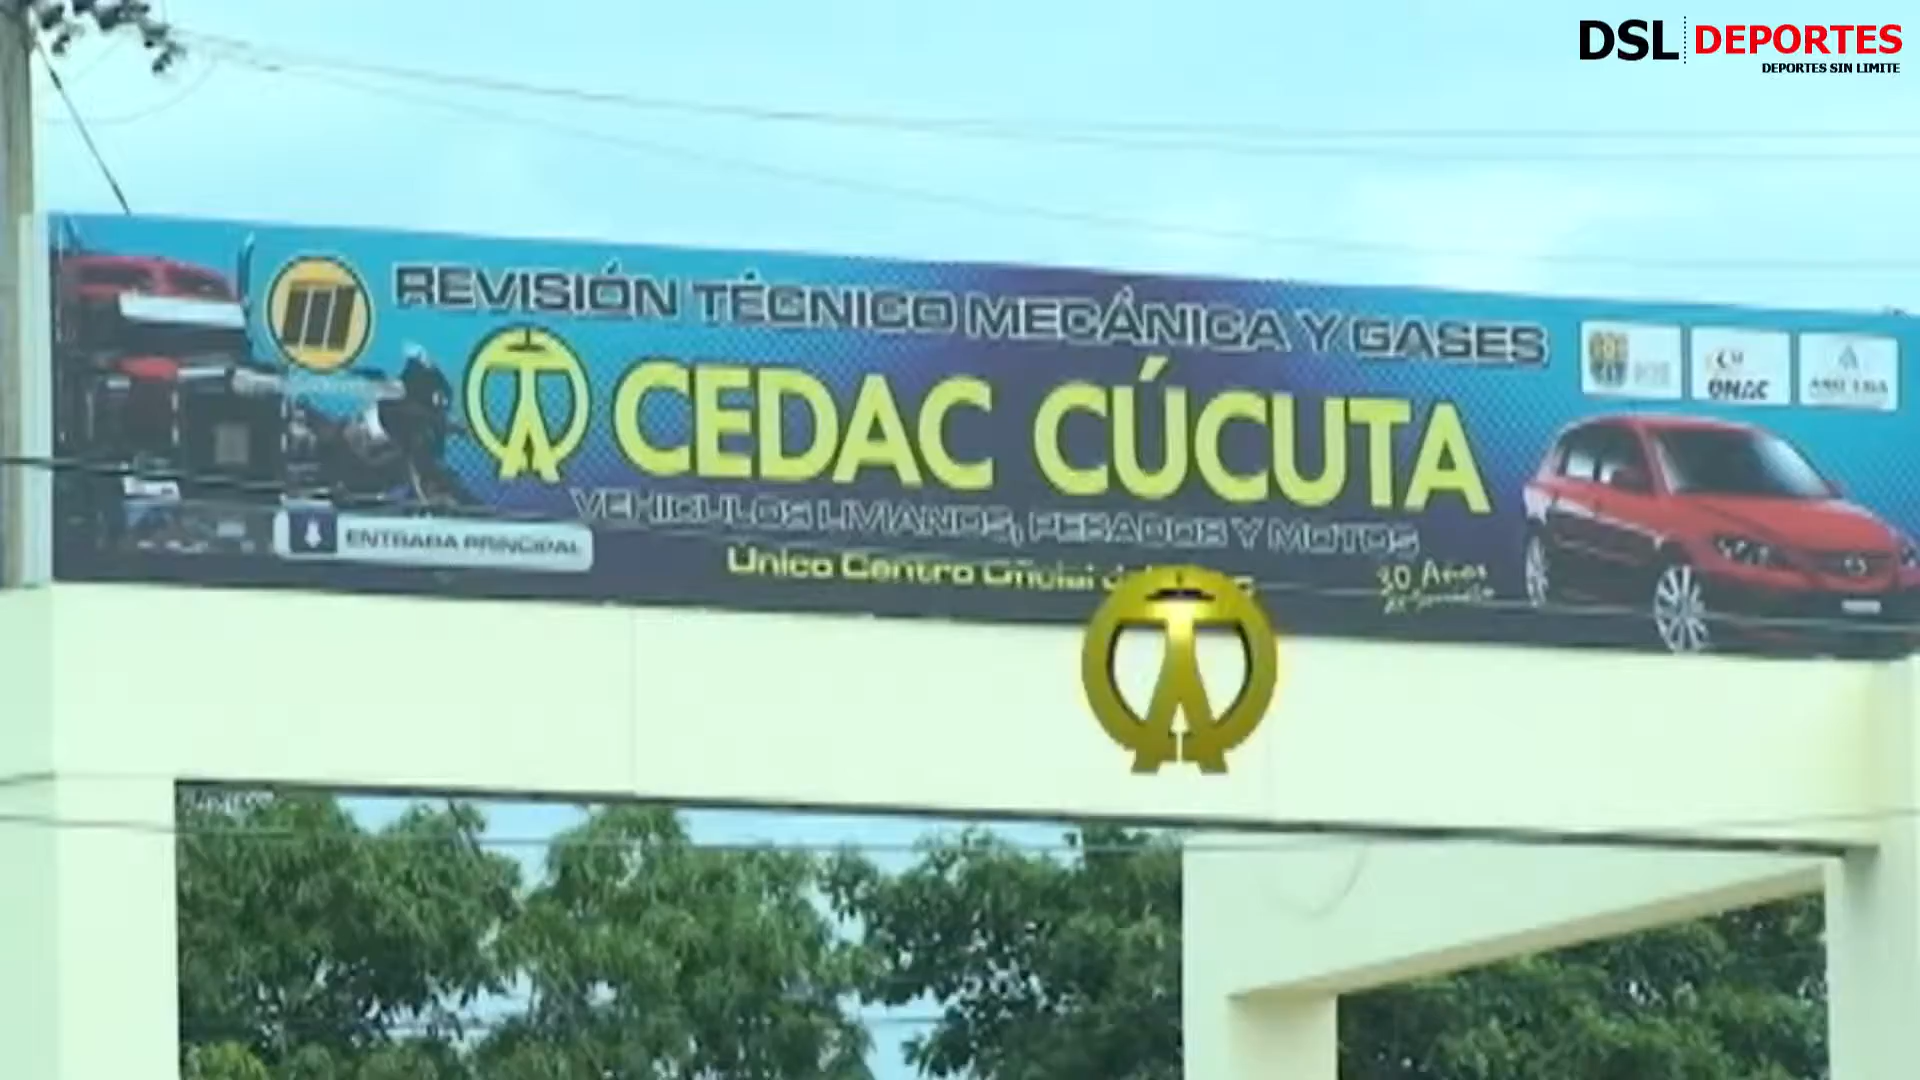 DSL DEPORTES
DEPORTES SIN LIMITE
REVISIÓN TÉCNICO MECÁNICA Y GASES
CEDAC CÚCUTA
VEHICULOS LIVIANOS, PESADOS Y MOTOS
ENTRADA PRINCIPAL
Único Centro Oficial
30 Años
ONAC